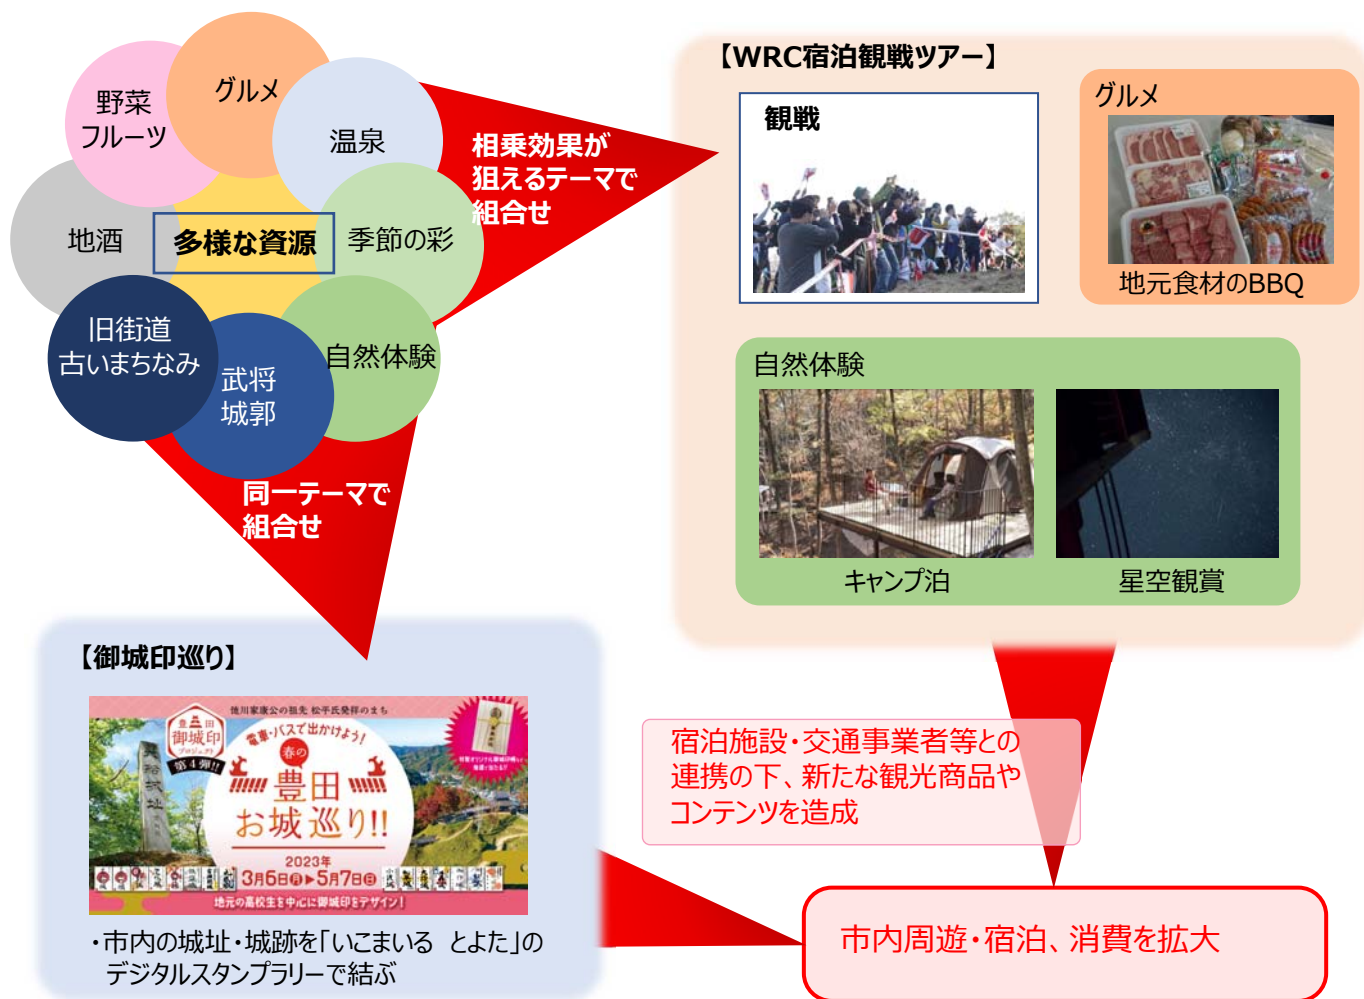 野菜
フルーツ
グルメ
温泉
地酒
多様な資源
季節の彩
旧街道
古いまちなみ
武将
城郭
自然体験
相乗効果が
狙えるテーマで
組合せ
同一テーマで
組合せ
【WRC宿泊観戦ツアー】
観戦
グルメ
地元食材のBBQ
自然体験
キャンプ泊
星空観賞
【御城印巡り】
徳川家康公の祖先 松平氏発祥のまち
豊田
御城印
プロジェクト
第4弾!!
電車・バスで出かけよう!
春の
豊田
お城巡り!!
2023年
3月6日月▶5月7日日
地元の高校生を中心に御城印をデザイン!
・市内の城址・城跡を「いこまいる とよた」の
デジタルスタンプラリーで結ぶ
宿泊施設・交通事業者等との
連携の下、新たな観光商品や
コンテンツを造成
市内周遊・宿泊、消費を拡大